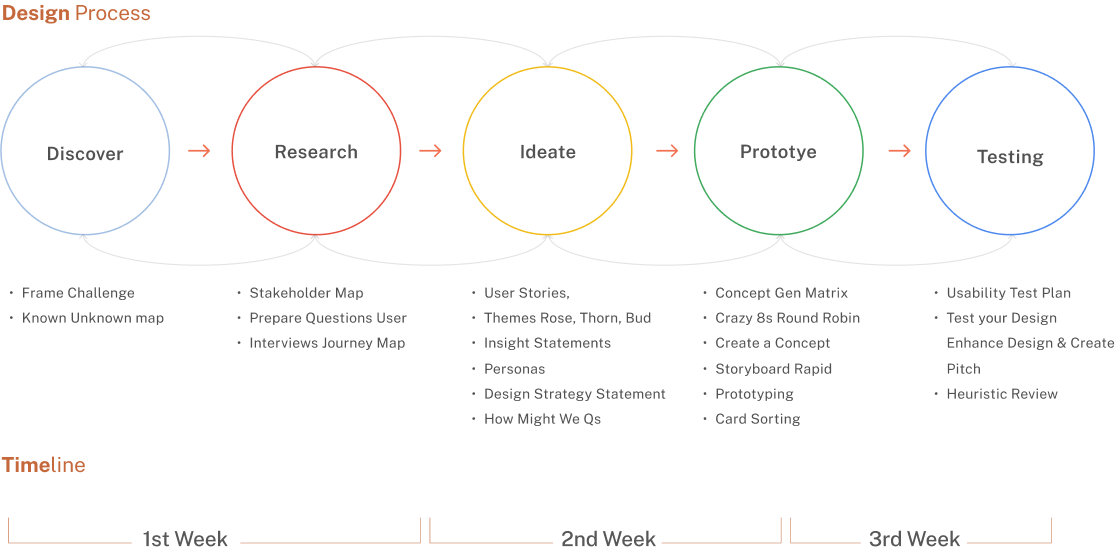 Design Process
Discover
Research
Ideate
Prototye
Testing
• Frame Challenge
• Known Unknown map
• Stakeholder Map
• Prepare Questions User
• Interviews Journey Map
• User Stories,
• Themes Rose, Thorn, Bud
• Insight Statements
• Personas
• Design Strategy Statement
• How Might We Qs
• Concept Gen Matrix
• Crazy 8s Round Robin
• Create a Concept
• Storyboard Rapid
• Prototyping
• Card Sorting
• Usability Test Plan
• Test your Design
Enhance Design & Create
Pitch
• Heuristic Review
Timeline
1st Week
2nd Week
3rd Week